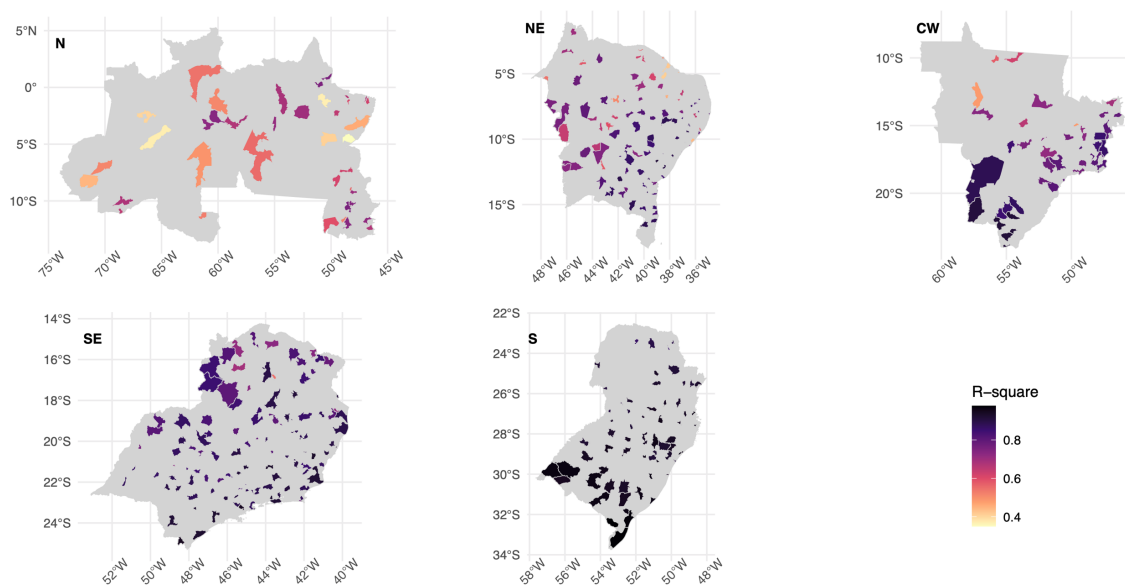 N
5°N
0°
5°S
10°S
75°W
70°W
65°W
60°W
55°W
50°W
45°W
NE
5°S
10°S
15°S
48°W
46°W
44°W
42°W
40°W
38°W
36°W
CW
10°S
15°S
20°S
60°W
55°W
50°W
SE
14°S
16°S
18°S
20°S
22°S
24°S
52°W
50°W
48°W
46°W
44°W
42°W
40°W
S
22°S
24°S
26°S
28°S
30°S
32°S
34°S
58°W
56°W
54°W
52°W
50°W
48°W
R−square
0.8
0.6
0.4